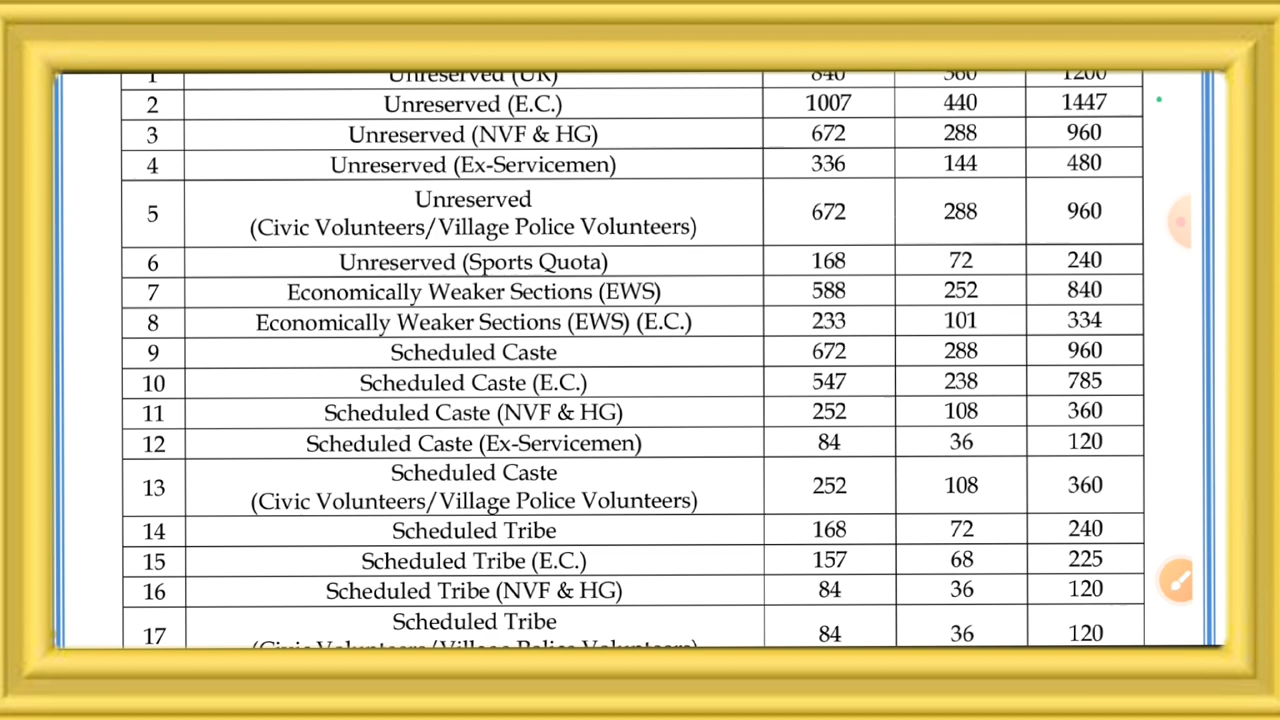 1 Unreserved (UR) 840 360 1200
2 Unreserved (E.C.) 1007 440 1447
3 Unreserved (NVF & HG) 672 288 960
4 Unreserved (Ex-Servicemen) 336 144 480
Unreserved
5 672 288 960
(Civic Volunteers/Village Police Volunteers)
6 Unreserved (Sports Quota) 168 72 240
7 Economically Weaker Sections (EWS) 588 252 840
8 Economically Weaker Sections (EWS) (E.C.) 233 101 334
9 Scheduled Caste 672 288 960
10 Scheduled Caste (E.C.) 547 238 785
11 Scheduled Caste (NVF & HG) 252 108 360
12 Scheduled Caste (Ex-Servicemen) 84 36 120
Scheduled Caste
13 252 108 360
(Civic Volunteers/Village Police Volunteers)
14 Scheduled Tribe 168 72 240
15 Scheduled Tribe (E.C.) 157 68 225
16 Scheduled Tribe (NVF & HG) 84 36 120
Scheduled Tribe
17 84 36 120
(Civic Volunteers/Village Police Volunteers)